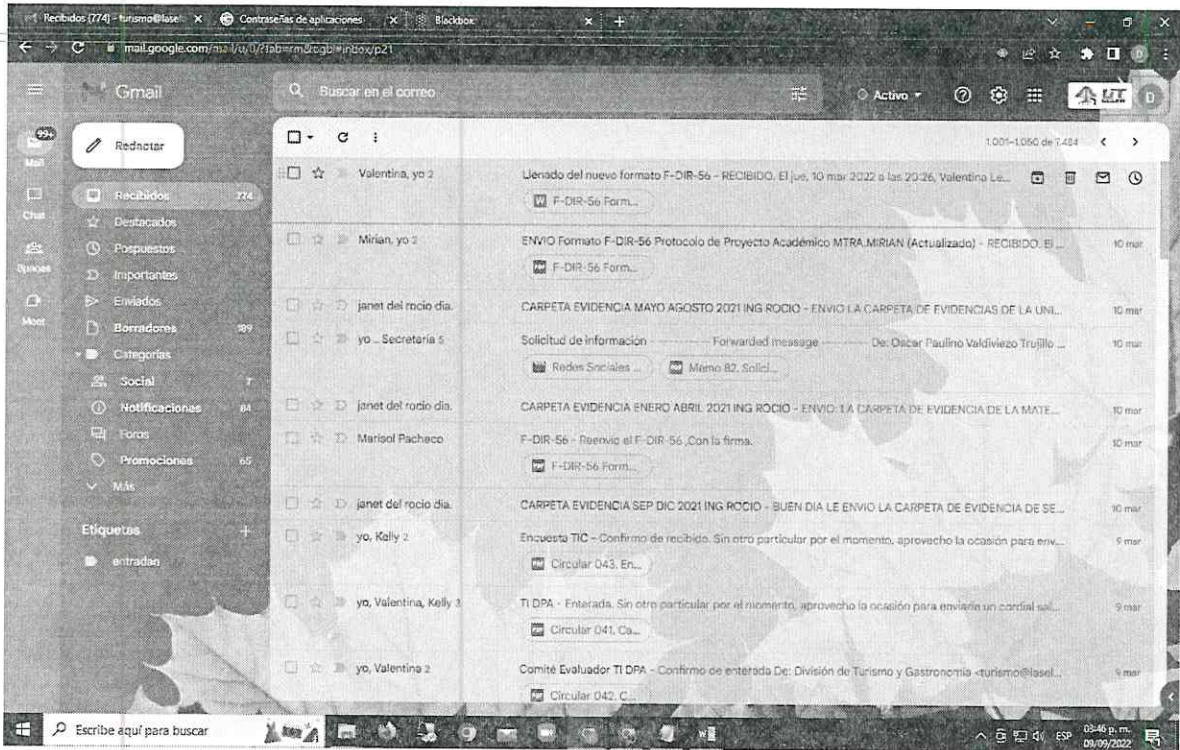 Recibidos (774) - turismo@lasel
Contraseñas de aplicaciones
Blackbox
mail.google.com/mail/u/0/?tab=rm&ogbl#inbox/p21
Gmail
Buscar en el correo
Activo
UT
D
99+
Mail
Chat
Spaces
Meet
Redactar
Recibidos 774
Destacados
Pospuestos
Importantes
Enviados
Borradores 189
Categorías
Social 7
Notificaciones 84
Foros
Promociones 65
Más
Etiquetas
entradan
1,001–1,050 de 7,484
Valentina, yo 2 Llenado del nuevo formato F-DIR-56 - RECIBIDO. El jue, 10 mar 2022 a las 20:26, Valentina Le...
F-DIR-56 Form...
Mirian, yo 2 ENVIO Formato F-DIR-56 Protocolo de Proyecto Académico MTRA.MIRIAN (Actualizado) - RECIBIDO. El ... 10 mar
F-DIR-56 Form...
janet del rocio dia. CARPETA EVIDENCIA MAYO AGOSTO 2021 ING ROCIO - ENVIO LA CARPETA DE EVIDENCIAS DE LA UNI... 10 mar
yo .. Secretaria 5 Solicitud de información ---------- Forwarded message ---------- De: Oscar Paulino Valdiviezo Trujillo ... 10 mar
Redes Sociales ... Memo 82. Solici...
janet del rocio dia. CARPETA EVIDENCIA ENERO ABRIL 2021 ING ROCIO - ENVIO: LA CARPETA DE EVIDENCIA DE LA MATE... 10 mar
Marisol Pacheco F-DIR-56 - Reenvio el F-DIR-56 ,Con la firma. 10 mar
F-DIR-56 Form...
janet del rocio dia. CARPETA EVIDENCIA SEP DIC 2021 ING ROCIO - BUEN DIA LE ENVIO LA CARPETA DE EVIDENCIA DE SE... 10 mar
yo, Kelly 2 Encuesta TIC - Confirmo de recibido. Sin otro particular por el momento, aprovecho la ocasión para env... 9 mar
Circular 043. En...
yo, Valentina, Kelly 3 TI DPA - Enterada. Sin otro particular por el momento, aprovecho la ocasión para enviarle un cordial sal... 9 mar
Circular 041. Ca...
yo, Valentina 2 Comité Evaluador TI DPA - Confirmo de enterada De: División de Turismo y Gastronomía <turismo@lasel... 9 mar
Circular 042. C...
Escribe aquí para buscar
ESP
03:46 p. m.
09/09/2022